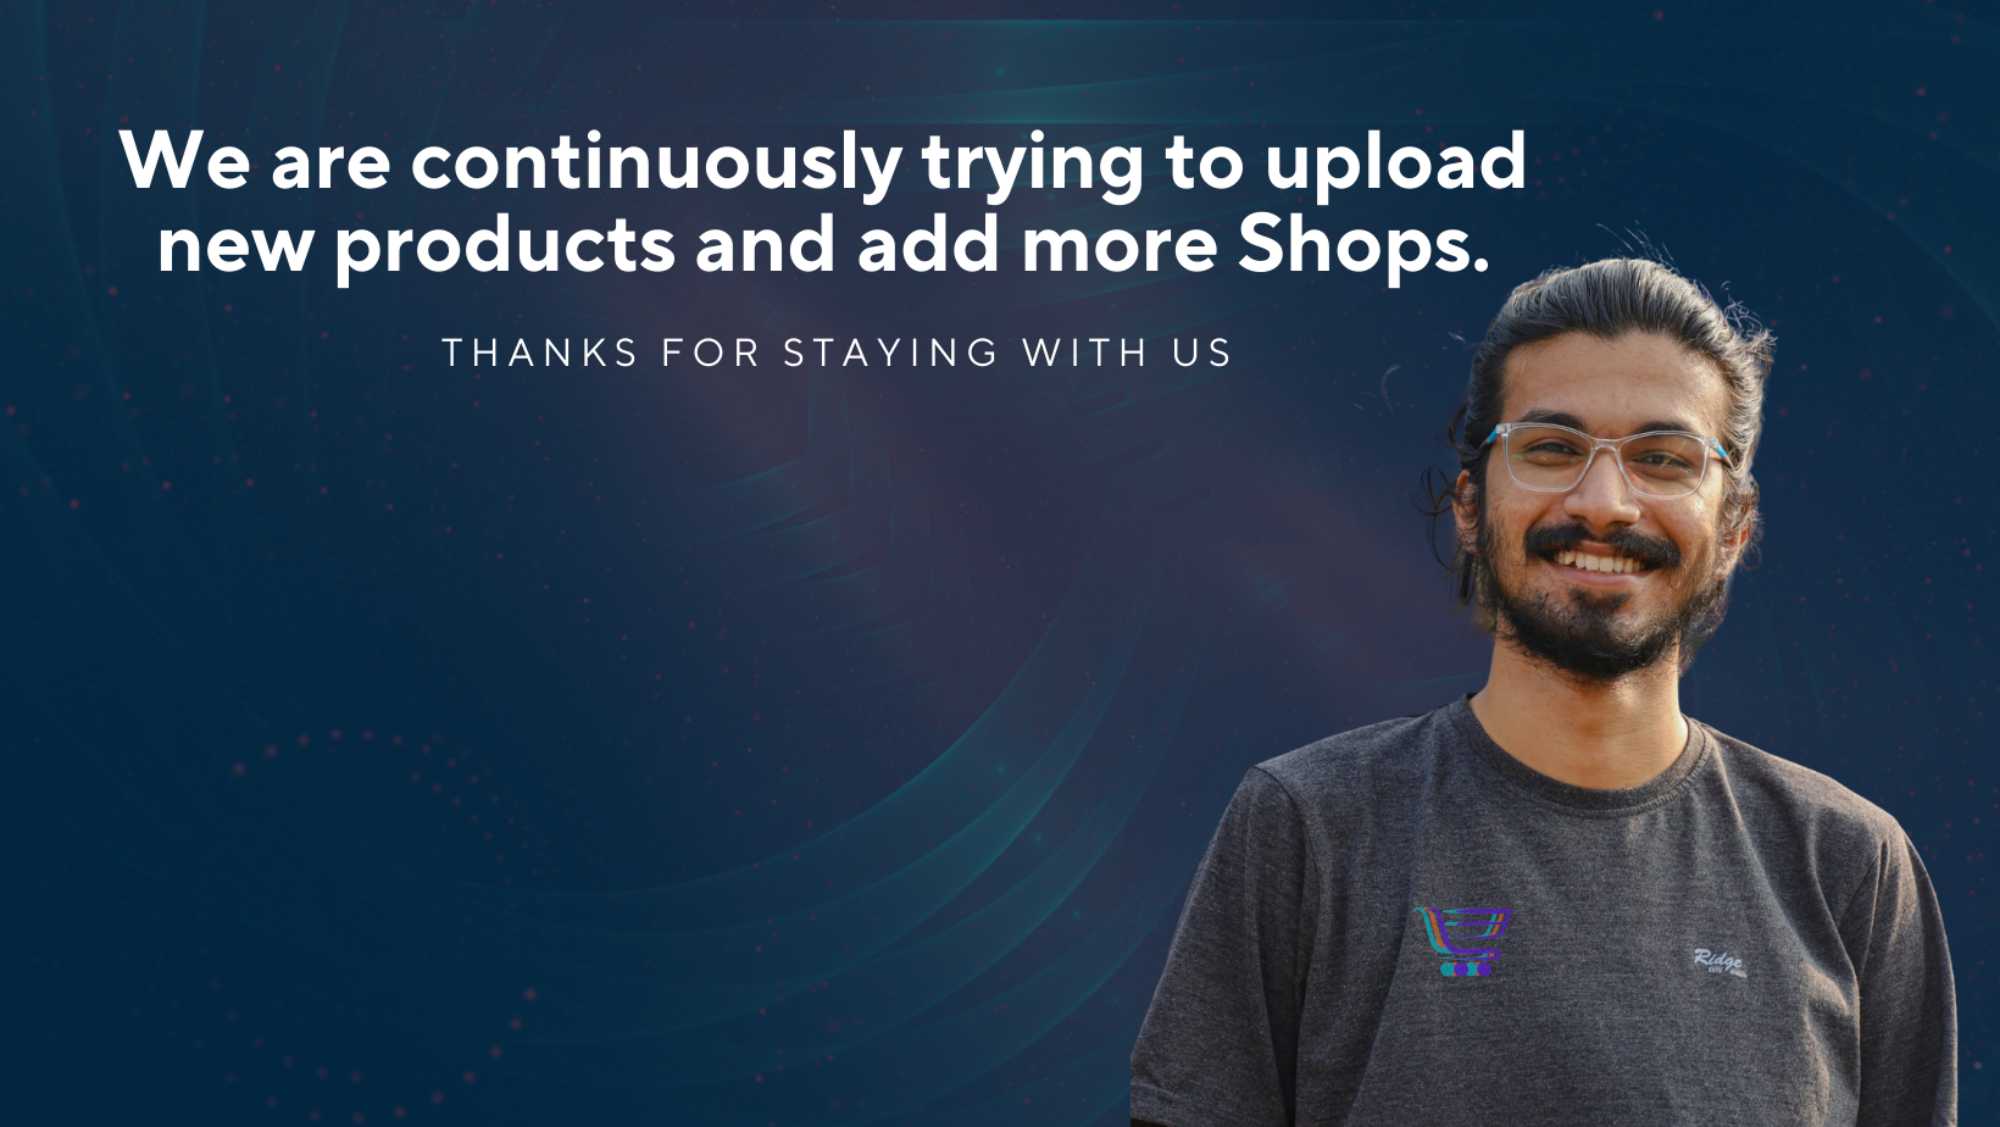 We are continuously trying to upload
new products and add more Shops.
THANKS FOR STAYING WITH US
Ridge